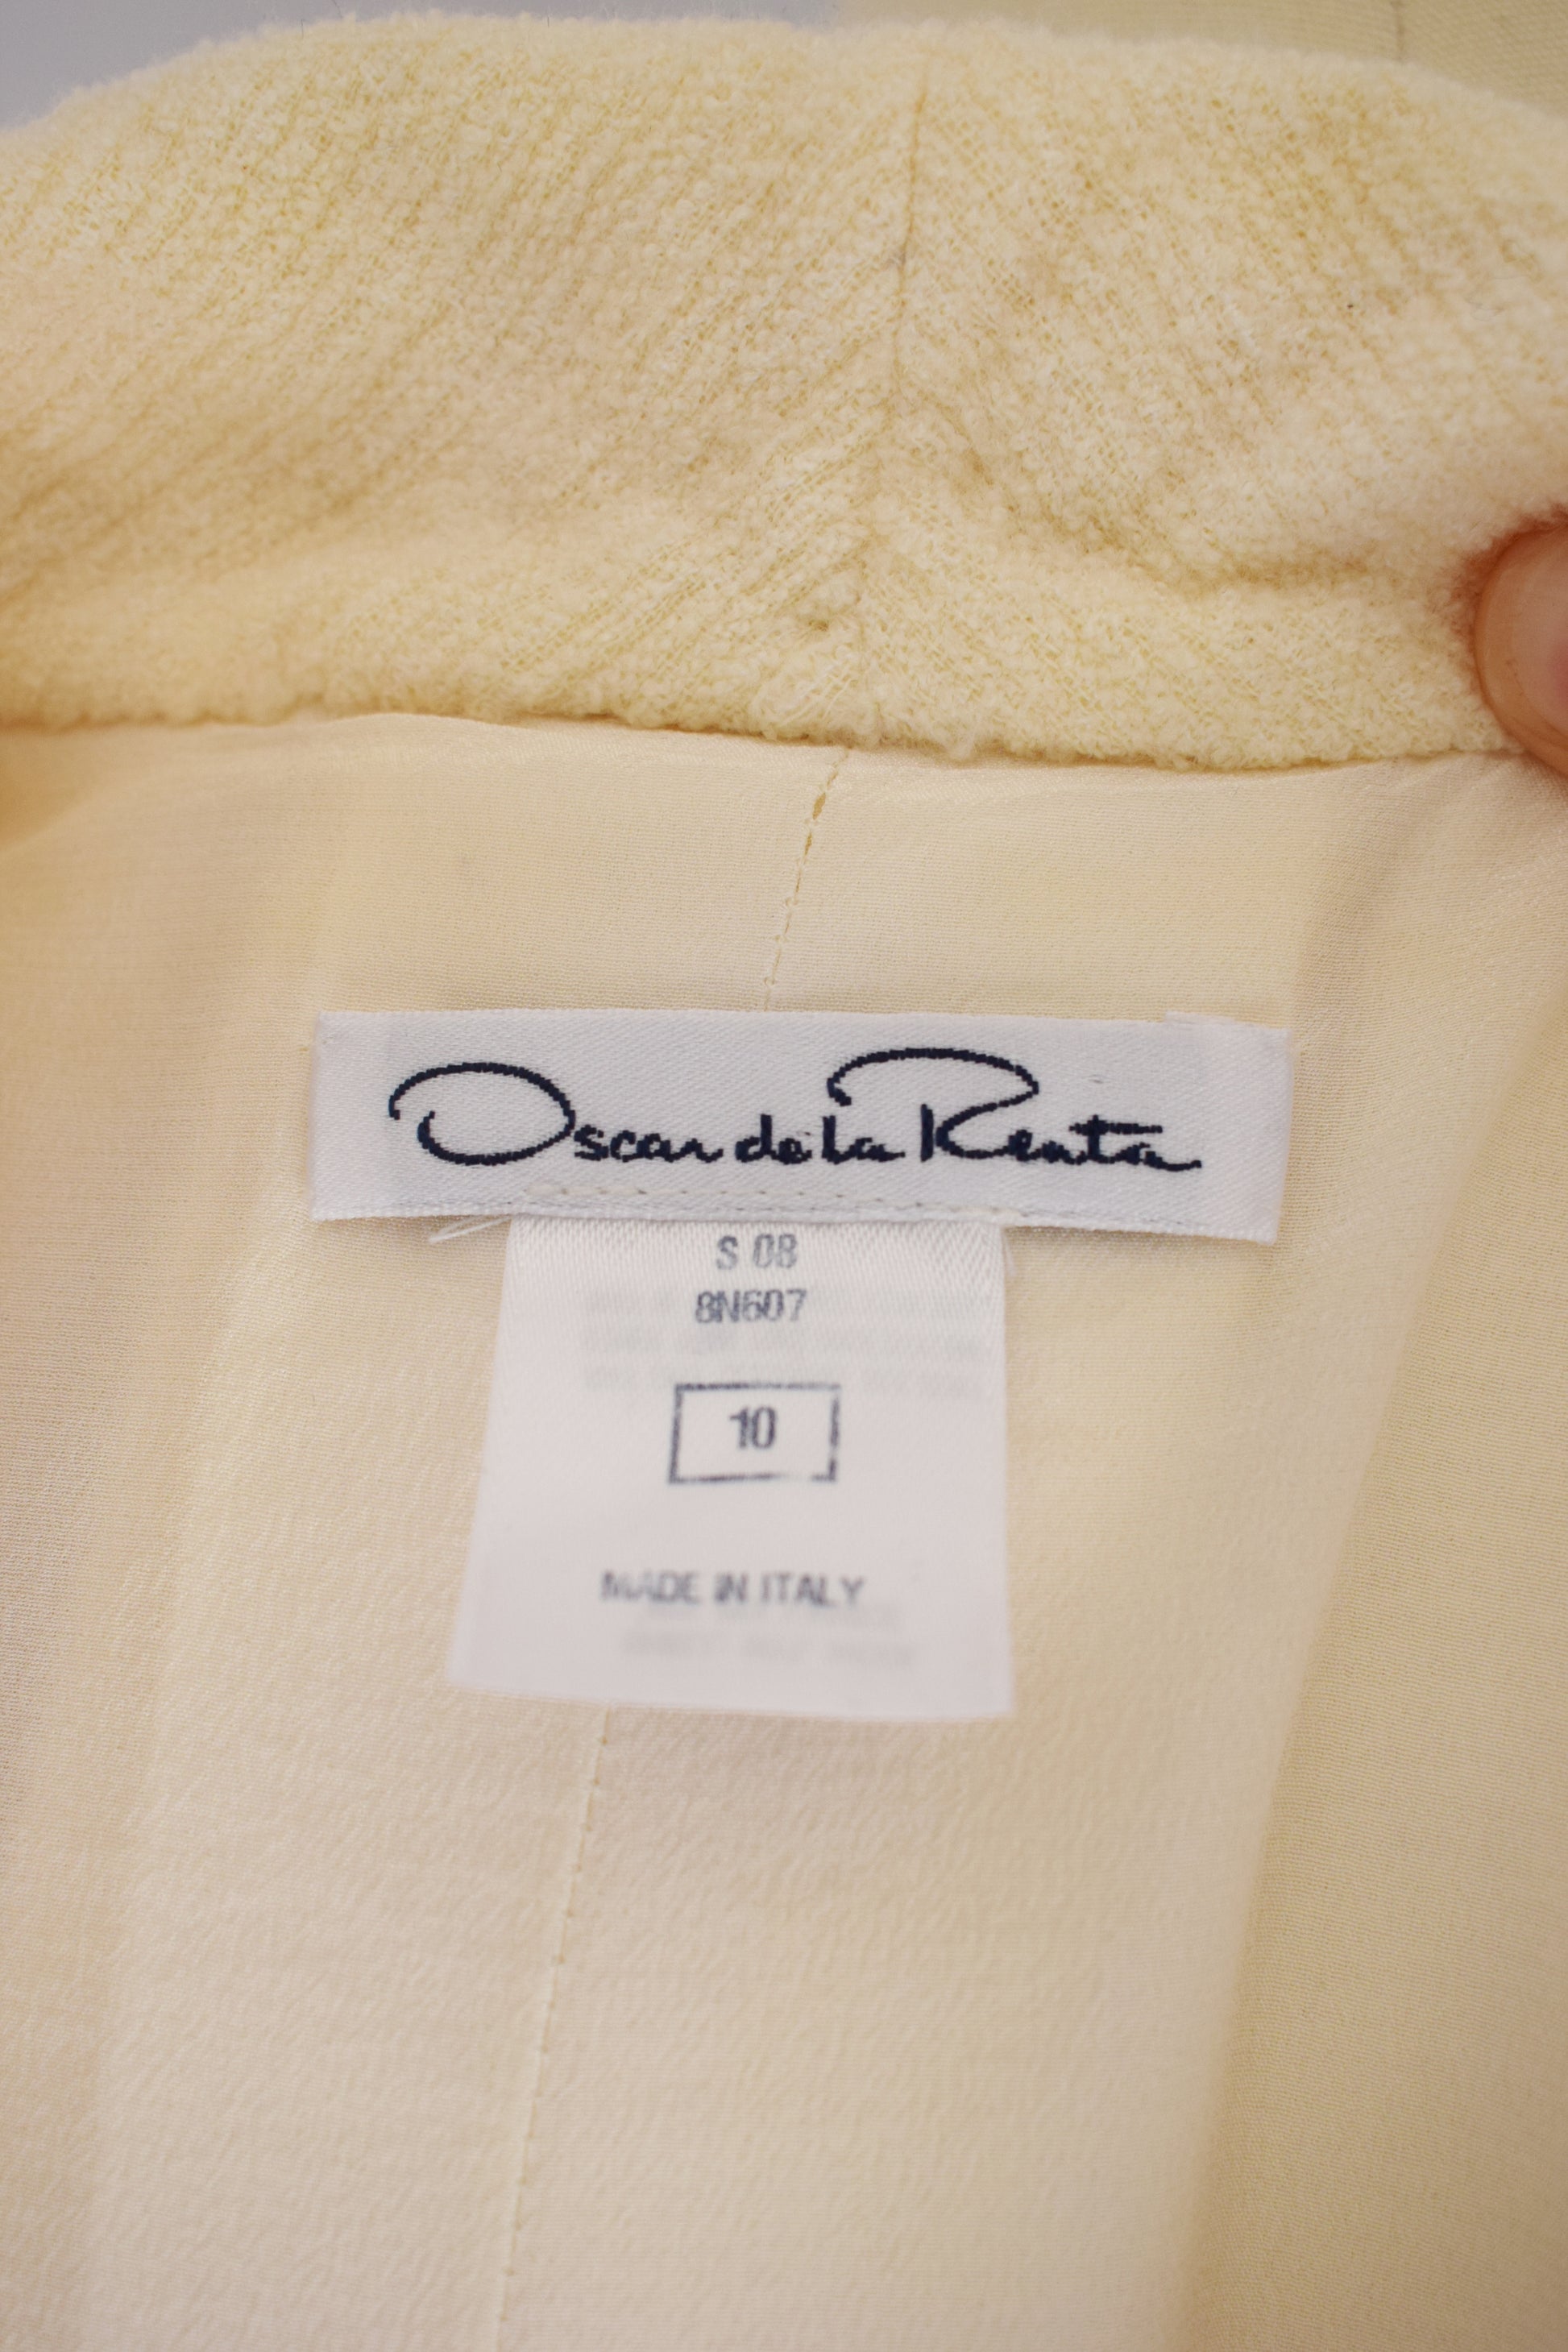 Oscar de la Renta
S 08
8N607
10
MADE IN ITALY